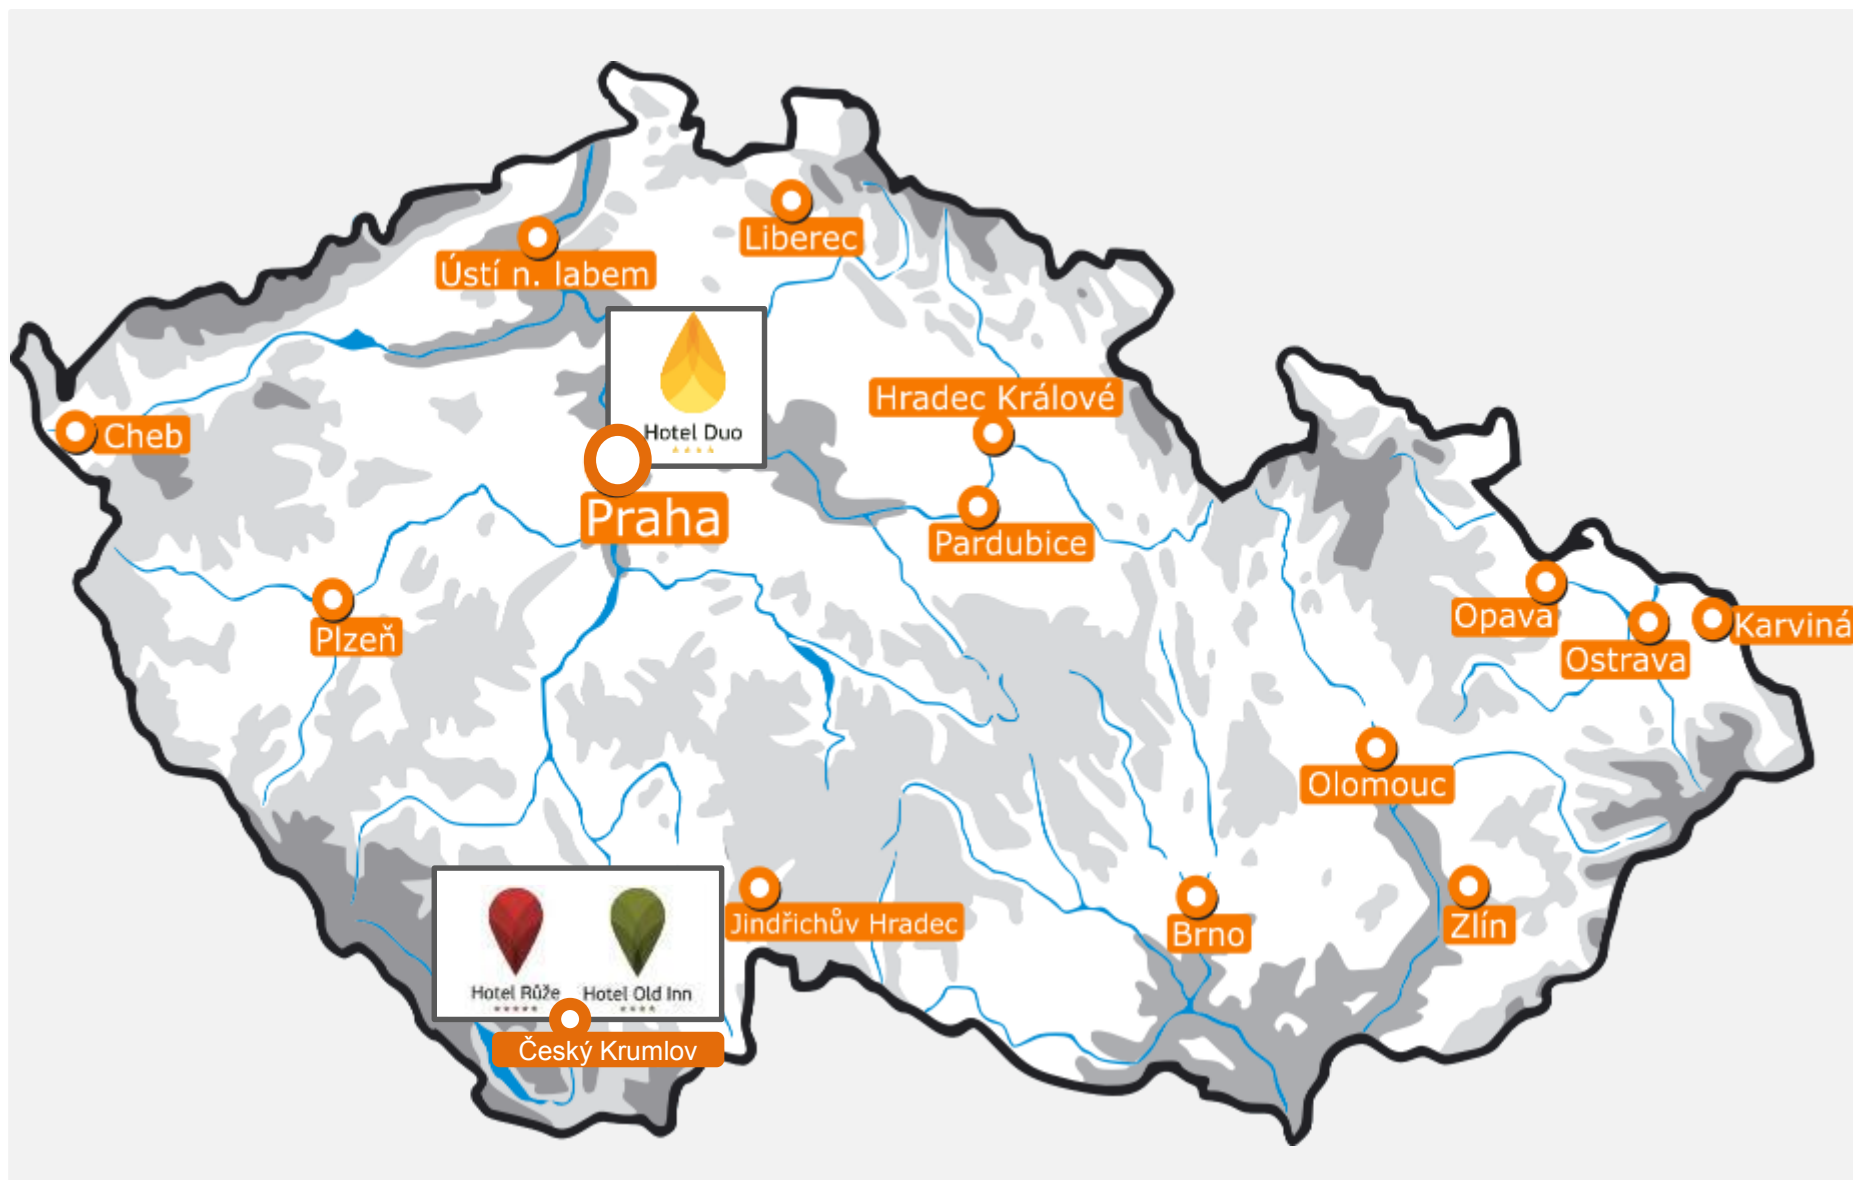 Liberec
Ústí n. labem
Hradec Králové
Cheb
Hotel Duo
Praha
Pardubice
Plzeň
Opava
Karviná
Ostrava
Olomouc
Jindřichův Hradec
Brno
Zlín
Hotel Růže
Hotel Old Inn
Český Krumlov